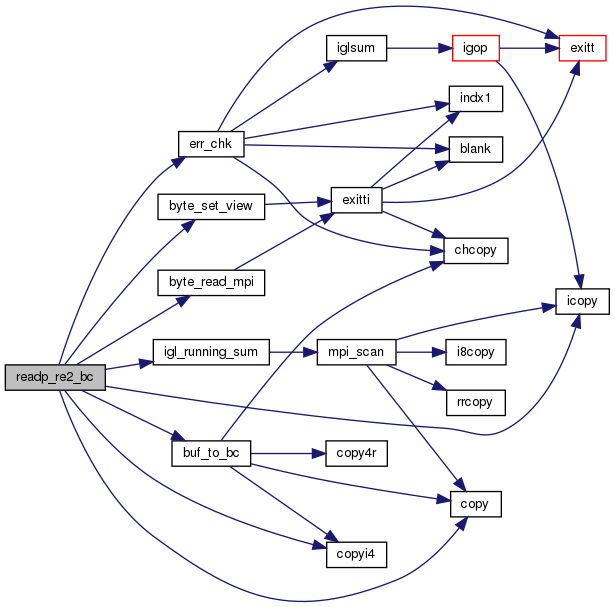 iglsum
igop
exitt
indx1
err_chk
blank
exitti
byte_set_view
chcopy
byte_read_mpi
icopy
igl_running_sum
mpi_scan
i8copy
readp_re2_bc
rrcopy
buf_to_bc
copy4r
copy
copyi4